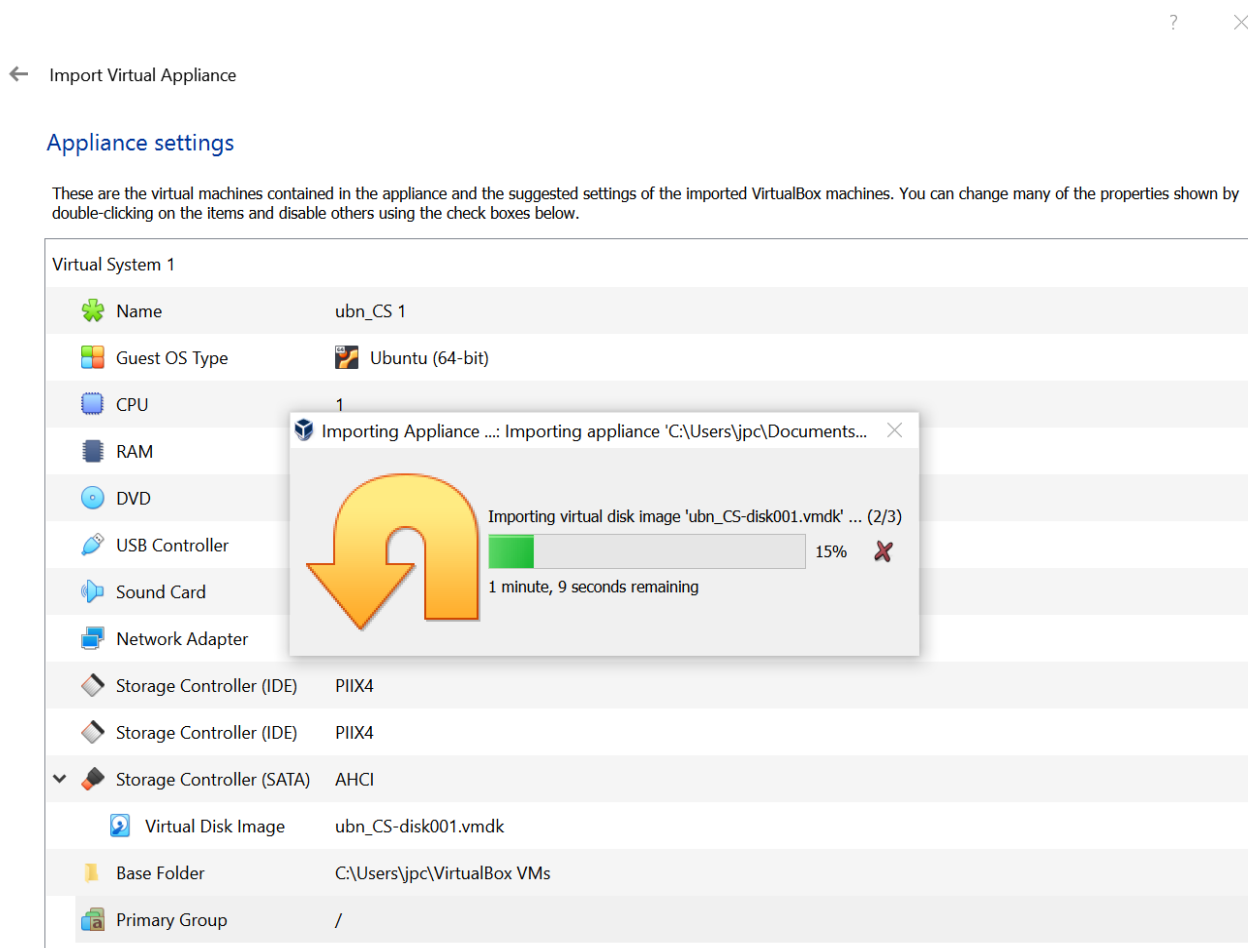 ?
Import Virtual Appliance
Appliance settings
These are the virtual machines contained in the appliance and the suggested settings of the imported VirtualBox machines. You can change many of the properties shown by
double-clicking on the items and disable others using the check boxes below.
Virtual System 1
Name ubn_CS 1
Guest OS Type Ubuntu (64-bit)
CPU 1
Importing Appliance ...: Importing appliance 'C:\Users\jpc\Documents...
RAM
DVD
Importing virtual disk image 'ubn_CS-disk001.vmdk' ... (2/3)
USB Controller
15%
1 minute, 9 seconds remaining
Sound Card
Network Adapter
Storage Controller (IDE) PIIX4
Storage Controller (IDE) PIIX4
Storage Controller (SATA) AHCI
Virtual Disk Image ubn_CS-disk001.vmdk
Base Folder C:\Users\jpc\VirtualBox VMs
Primary Group /